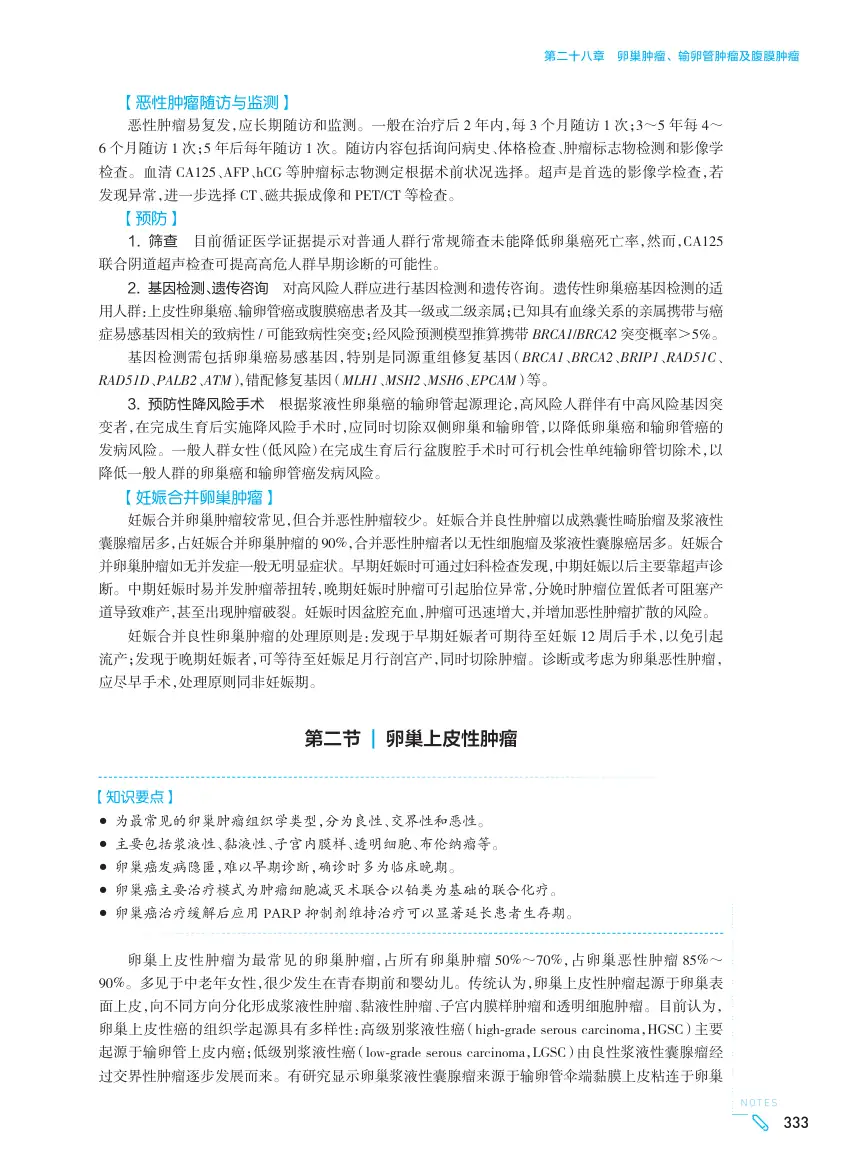 第二十八章 卵巢肿瘤、输卵管肿瘤及腹膜肿瘤
【恶性肿瘤随访与监测】
恶性肿瘤易复发,应长期随访和监测。一般在治疗后 2 年内,每 3 个月随访 1 次;3～5 年每 4～
6 个月随访 1 次;5 年后每年随访 1 次。随访内容包括询问病史、体格检查、肿瘤标志物检测和影像学
检查。血清 CA125、AFP、hCG 等肿瘤标志物测定根据术前状况选择。超声是首选的影像学检查,若
发现异常,进一步选择 CT、磁共振成像和 PET/CT 等检查。
【预防】
1. 筛查 目前循证医学证据提示对普通人群行常规筛查未能降低卵巢癌死亡率,然而,CA125
联合阴道超声检查可提高高危人群早期诊断的可能性。
2. 基因检测、遗传咨询 对高风险人群应进行基因检测和遗传咨询。遗传性卵巢癌基因检测的适
用人群:上皮性卵巢癌、输卵管癌或腹膜癌患者及其一级或二级亲属;已知具有血缘关系的亲属携带与癌
症易感基因相关的致病性 / 可能致病性突变;经风险预测模型推算携带 BRCA1/BRCA2 突变概率＞5%。
基因检测需包括卵巢癌易感基因,特别是同源重组修复基因(BRCA1、BRCA2、BRIP1、RAD51C、
RAD51D、PALB2、ATM),错配修复基因(MLH1、MSH2、MSH6、EPCAM)等。
3. 预防性降风险手术 根据浆液性卵巢癌的输卵管起源理论,高风险人群伴有中高风险基因突
变者,在完成生育后实施降风险手术时,应同时切除双侧卵巢和输卵管,以降低卵巢癌和输卵管癌的
发病风险。一般人群女性(低风险)在完成生育后行盆腹腔手术时可行机会性单纯输卵管切除术,以
降低一般人群的卵巢癌和输卵管癌发病风险。
【妊娠合并卵巢肿瘤】
妊娠合并卵巢肿瘤较常见,但合并恶性肿瘤较少。妊娠合并良性肿瘤以成熟囊性畸胎瘤及浆液性
囊腺瘤居多,占妊娠合并卵巢肿瘤的 90%,合并恶性肿瘤者以无性细胞瘤及浆液性囊腺癌居多。妊娠合
并卵巢肿瘤如无并发症一般无明显症状。早期妊娠时可通过妇科检查发现,中期妊娠以后主要靠超声诊
断。中期妊娠时易并发肿瘤蒂扭转,晚期妊娠时肿瘤可引起胎位异常,分娩时肿瘤位置低者可阻塞产
道导致难产,甚至出现肿瘤破裂。妊娠时因盆腔充血,肿瘤可迅速增大,并增加恶性肿瘤扩散的风险。
妊娠合并良性卵巢肿瘤的处理原则是:发现于早期妊娠者可期待至妊娠 12 周后手术,以免引起
流产;发现于晚期妊娠者,可等待至妊娠足月行剖宫产,同时切除肿瘤。诊断或考虑为卵巢恶性肿瘤,
应尽早手术,处理原则同非妊娠期。
第二节 | 卵巢上皮性肿瘤
【知识要点】
● 为最常见的卵巢肿瘤组织学类型,分为良性、交界性和恶性。
● 主要包括浆液性、黏液性、子宫内膜样、透明细胞、布伦纳瘤等。
● 卵巢癌发病隐匿,难以早期诊断,确诊时多为临床晚期。
● 卵巢癌主要治疗模式为肿瘤细胞减灭术联合以铂类为基础的联合化疗。
● 卵巢癌治疗缓解后应用 PARP 抑制剂维持治疗可以显著延长患者生存期。
卵巢上皮性肿瘤为最常见的卵巢肿瘤,占所有卵巢肿瘤 50%～70%,占卵巢恶性肿瘤 85%～
90%。多见于中老年女性,很少发生在青春期前和婴幼儿。传统认为,卵巢上皮性肿瘤起源于卵巢表
面上皮,向不同方向分化形成浆液性肿瘤、黏液性肿瘤、子宫内膜样肿瘤和透明细胞肿瘤。目前认为,
卵巢上皮性癌的组织学起源具有多样性:高级别浆液性癌(high-grade serous carcinoma,HGSC)主要
起源于输卵管上皮内癌;低级别浆液性癌(low-grade serous carcinoma,LGSC)由良性浆液性囊腺瘤经
过交界性肿瘤逐步发展而来。有研究显示卵巢浆液性囊腺瘤来源于输卵管伞端黏膜上皮粘连于卵巢
NOTES
333